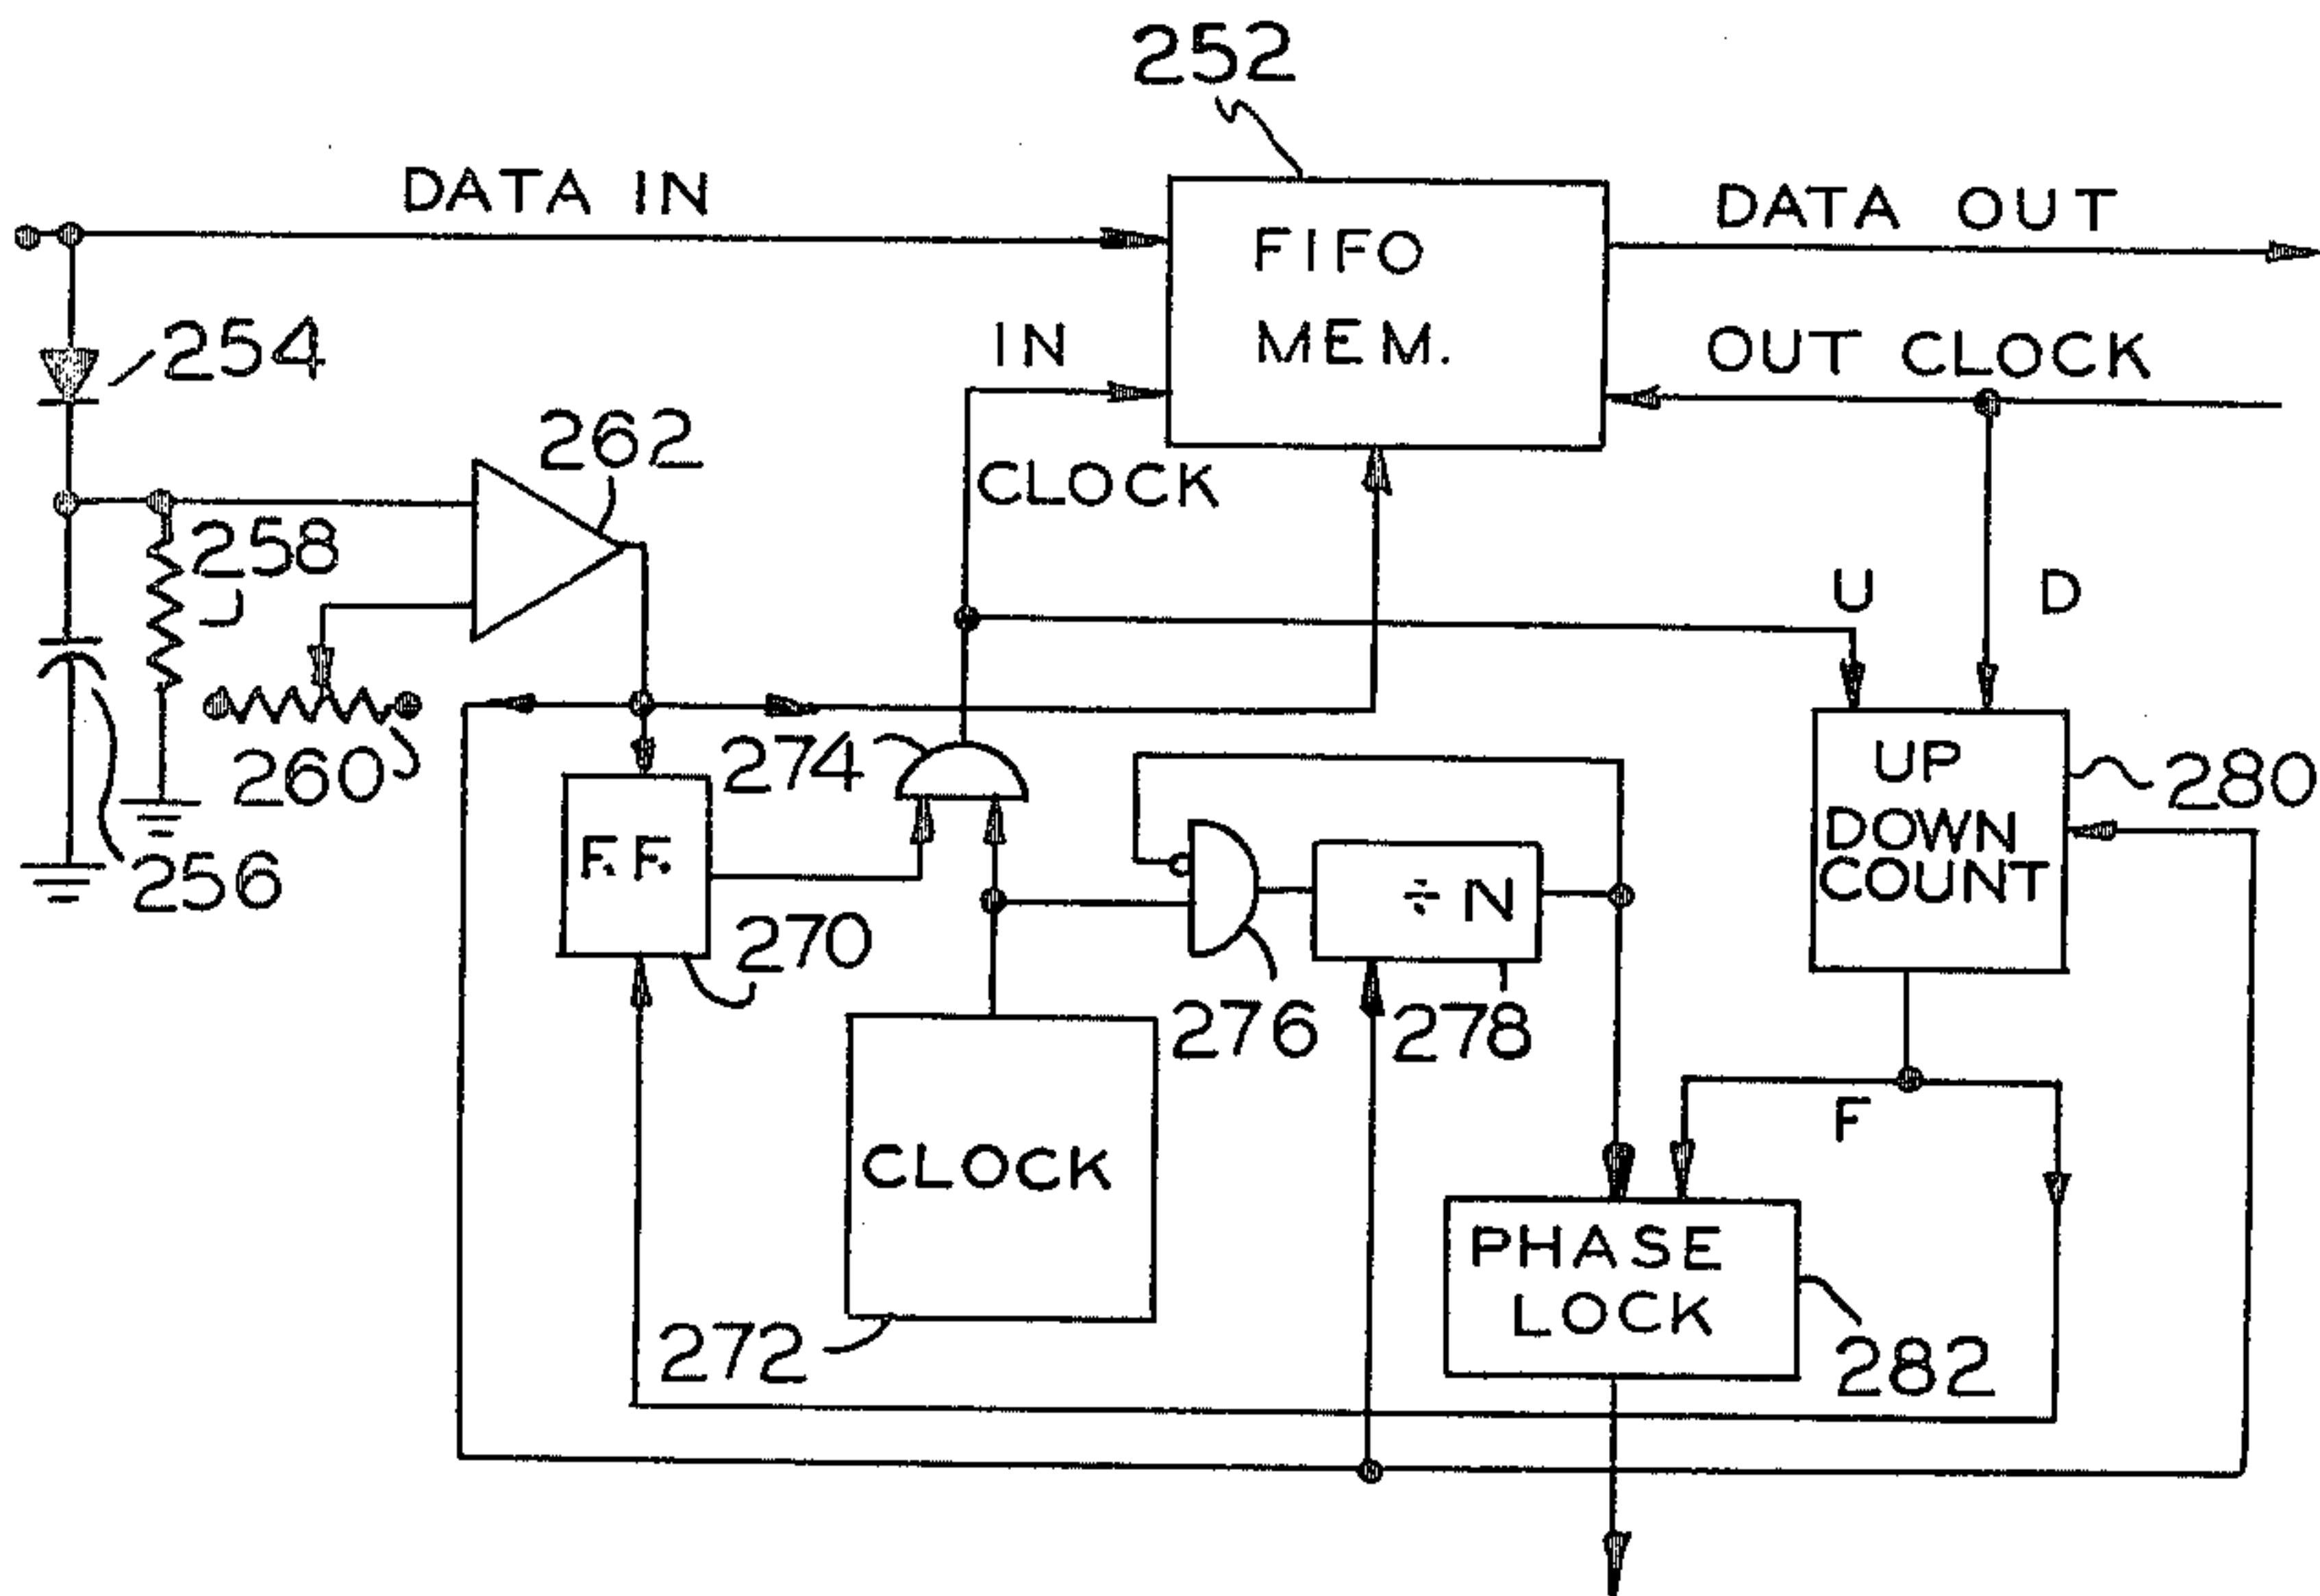 252
DATA IN
DATA OUT
FIFO
MEM.
IN
CLOCK
OUT CLOCK
254
262
258
U
D
260
274
256
F.F.
270
÷N
276
278
UP
DOWN
COUNT
280
CLOCK
272
F
PHASE
LOCK
282